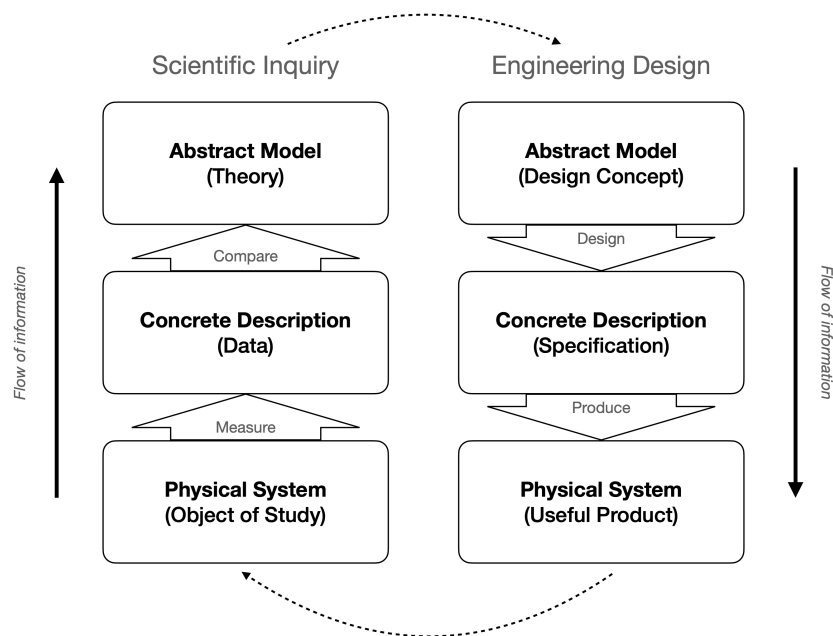 Scientific Inquiry
Engineering Design
Abstract Model
(Theory)
Abstract Model
(Design Concept)
Compare
Design
Flow of information
Concrete Description
(Data)
Concrete Description
(Specification)
Flow of information
Measure
Produce
Physical System
(Object of Study)
Physical System
(Useful Product)